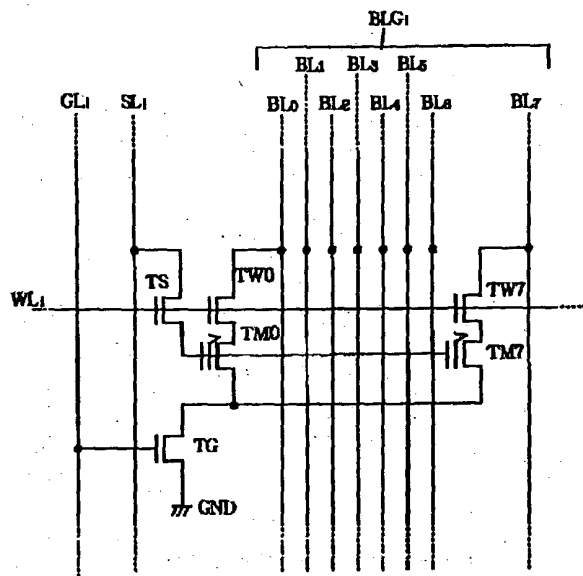 BLG1
BL1 BL3 BL5
GL1 SL1 BL0 BL2 BL4 BL6 BL7
TS TW0 TW7
WL1
TM0 TM7
TG
GND